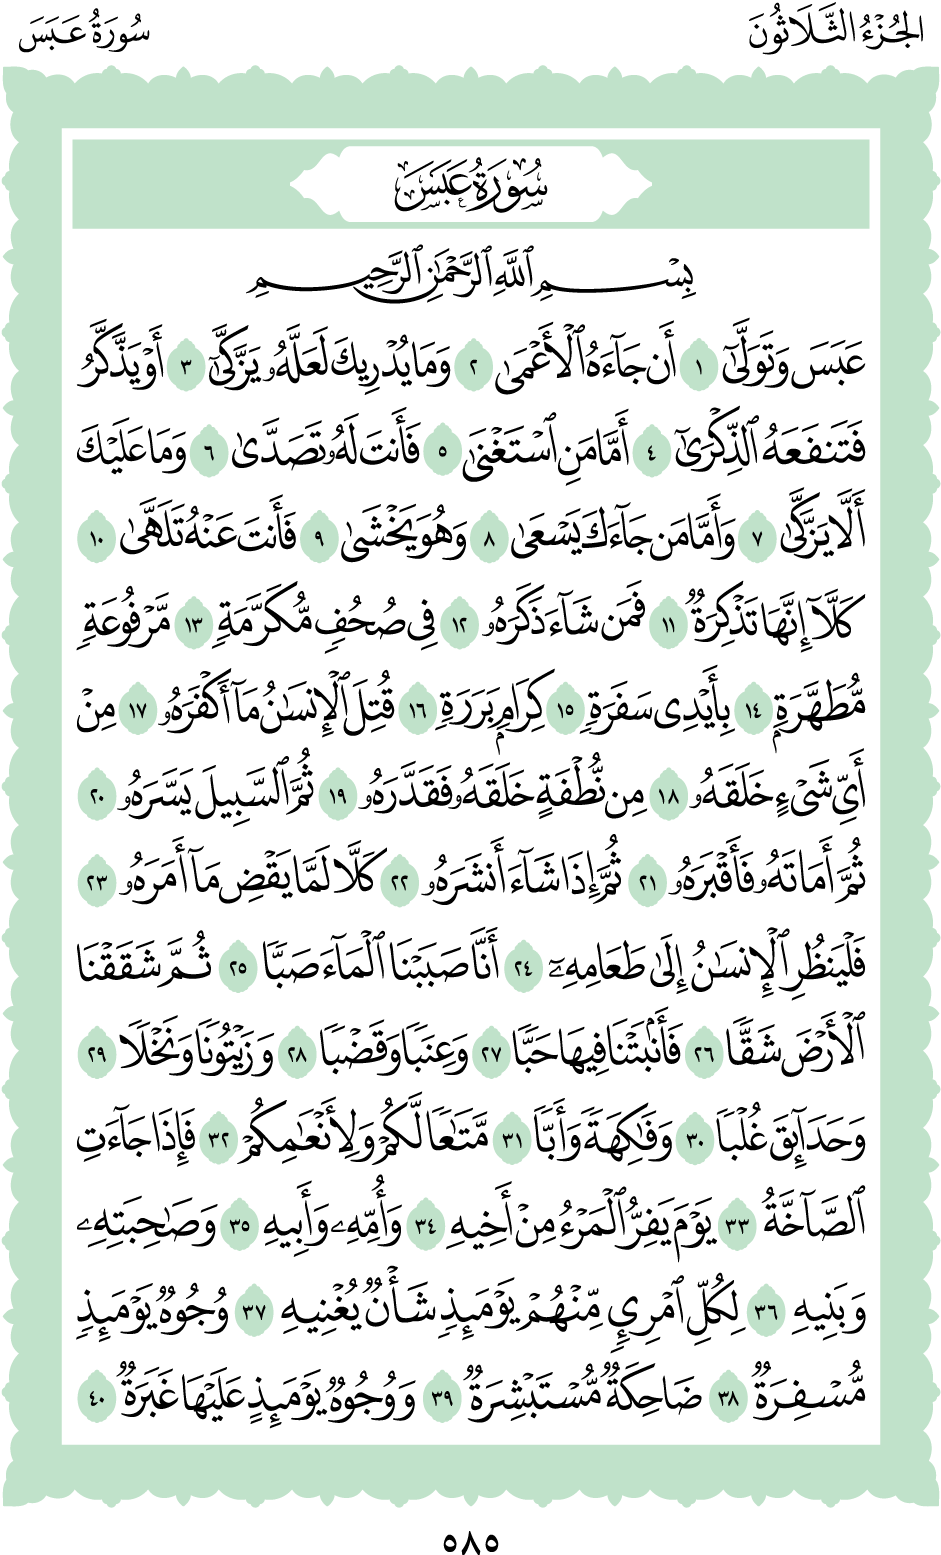 الجُزْءُ الثَّلَاثُونَ
سُورَةُ عَبَسَ
سُورَةُ عَبَسَ
بِسْمِ ٱللَّهِ ٱلرَّحْمَٰنِ ٱلرَّحِيمِ
عَبَسَ وَتَوَلَّىٰٓ ١ أَن جَآءَهُ ٱلْأَعْمَىٰ ٢ وَمَا يُدْرِيكَ لَعَلَّهُۥ يَزَّكَّىٰٓ ٣ أَوْ يَذَّكَّرُ
فَتَنفَعَهُ ٱلذِّكْرَىٰٓ ٤ أَمَّا مَنِ ٱسْتَغْنَىٰ ٥ فَأَنتَ لَهُۥ تَصَدَّىٰ ٦ وَمَا عَلَيْكَ
أَلَّا يَزَّكَّىٰ ٧ وَأَمَّا مَن جَآءَكَ يَسْعَىٰ ٨ وَهُوَ يَخْشَىٰ ٩ فَأَنتَ عَنْهُ تَلَهَّىٰ ١٠
كَلَّآ إِنَّهَا تَذْكِرَةٌ ١١ فَمَن شَآءَ ذَكَرَهُۥ ١٢ فِى صُحُفٍ مُّكَرَّمَةٍ ١٣ مَّرْفُوعَةٍ
مُّطَهَّرَةٍۭ ١٤ بِأَيْدِى سَفَرَةٍ ١٥ كِرَامٍۭ بَرَرَةٍ ١٦ قُتِلَ ٱلْإِنسَٰنُ مَآ أَكْفَرَهُۥ ١٧ مِنْ
أَىِّ شَىْءٍ خَلَقَهُۥ ١٨ مِن نُّطْفَةٍ خَلَقَهُۥ فَقَدَّرَهُۥ ١٩ ثُمَّ ٱلسَّبِيلَ يَسَّرَهُۥ ٢٠
ثُمَّ أَمَاتَهُۥ فَأَقْبَرَهُۥ ٢١ ثُمَّ إِذَا شَآءَ أَنشَرَهُۥ ٢٢ كَلَّا لَمَّا يَقْضِ مَآ أَمَرَهُۥ ٢٣
فَلْيَنظُرِ ٱلْإِنسَٰنُ إِلَىٰ طَعَامِهِۦٓ ٢٤ أَنَّا صَبَبْنَا ٱلْمَآءَ صَبًّا ٢٥ ثُمَّ شَقَقْنَا
ٱلْأَرْضَ شَقًّا ٢٦ فَأَنۢبَتْنَا فِيهَا حَبًّا ٢٧ وَعِنَبًا وَقَضْبًا ٢٨ وَزَيْتُونًا وَنَخْلًا ٢٩
وَحَدَآئِقَ غُلْبًا ٣٠ وَفَٰكِهَةً وَأَبًّا ٣١ مَّتَٰعًا لَّكُمْ وَلِأَنْعَٰمِكُمْ ٣٢ فَإِذَا جَآءَتِ
ٱلصَّآخَّةُ ٣٣ يَوْمَ يَفِرُّ ٱلْمَرْءُ مِنْ أَخِيهِ ٣٤ وَأُمِّهِۦ وَأَبِيهِ ٣٥ وَصَٰحِبَتِهِۦ
وَبَنِيهِ ٣٦ لِكُلِّ ٱمْرِئٍ مِّنْهُمْ يَوْمَئِذٍ شَأْنٌ يُغْنِيهِ ٣٧ وُجُوهٌ يَوْمَئِذٍ
مُّسْفِرَةٌ ٣٨ ضَاحِكَةٌ مُّسْتَبْشِرَةٌ ٣٩ وَوُجُوهٌ يَوْمَئِذٍ عَلَيْهَا غَبَرَةٌ ٤٠
٥٨٥